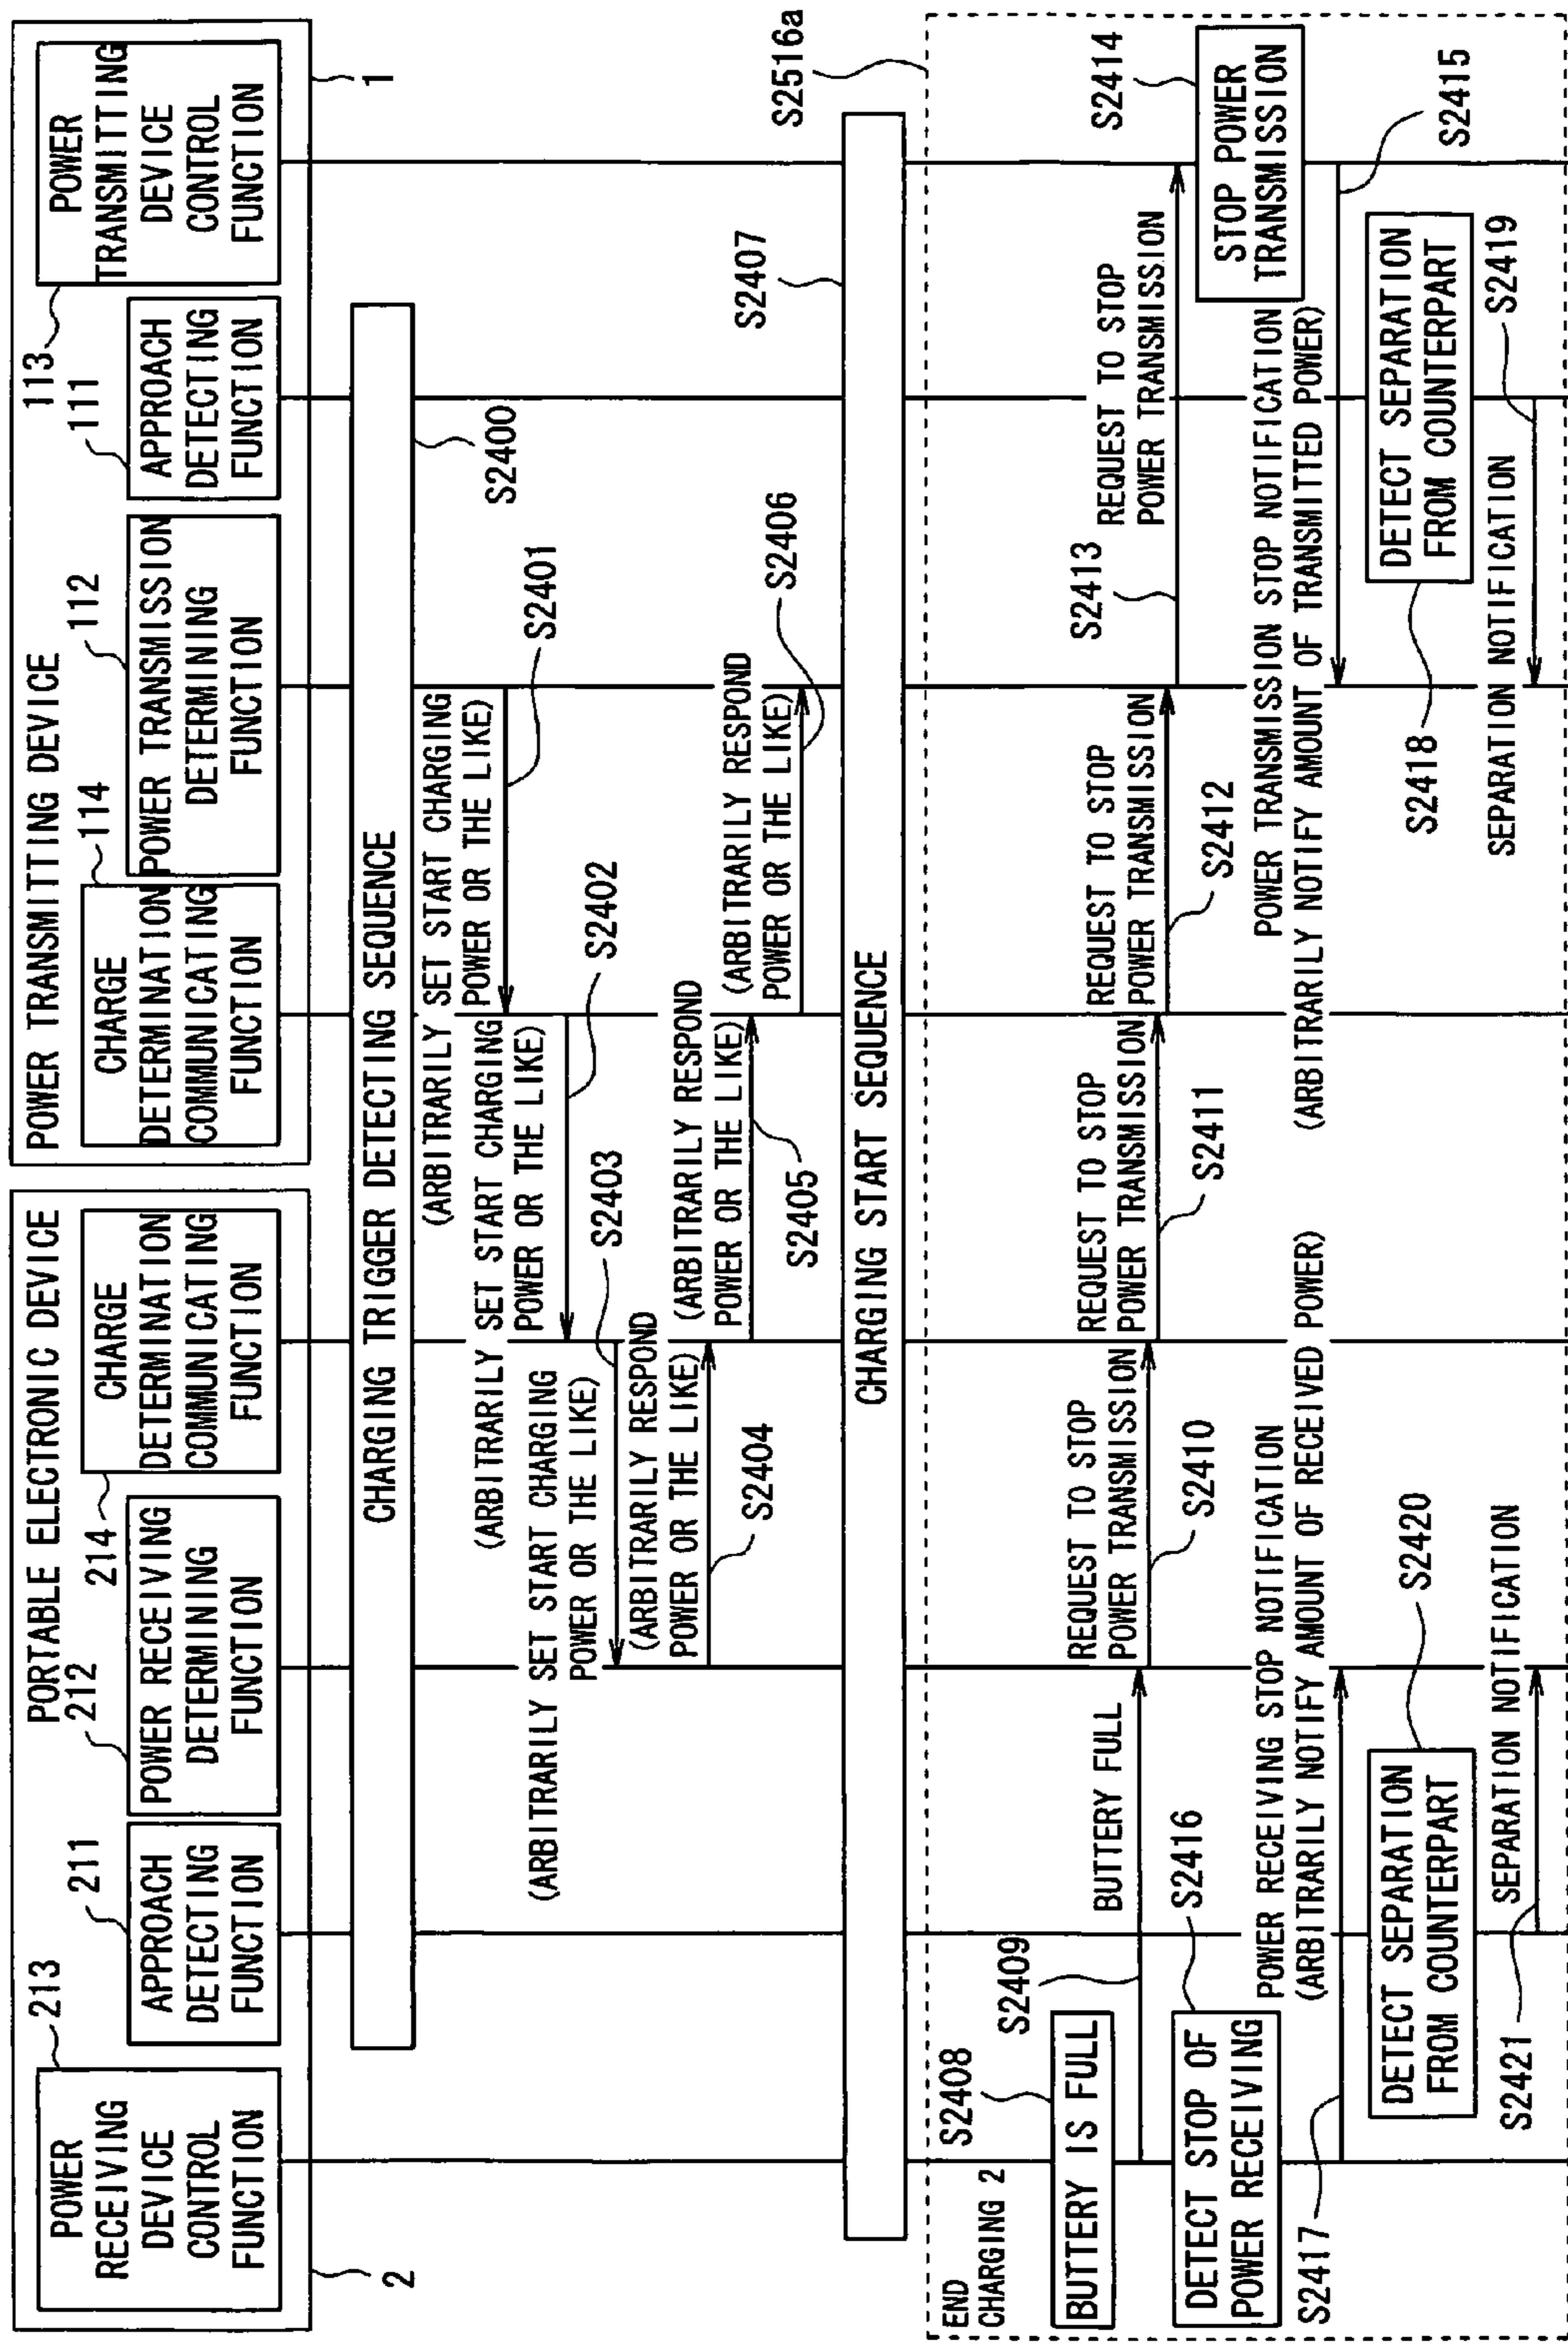 PORTABLE ELECTRONIC DEVICE
213
POWER
RECEIVING
DEVICE
CONTROL
FUNCTION
211
APPROACH
DETECTING
FUNCTION
212
POWER RECEIVING
DETERMINING
FUNCTION
214
CHARGE
DETERMINATION
COMMUNICATING
FUNCTION
2
POWER TRANSMITTING DEVICE
114
CHARGE
DETERMINATION
COMMUNICATING
FUNCTION
112
POWER TRANSMISSION
DETERMINING
FUNCTION
111
APPROACH
DETECTING
FUNCTION
113
POWER
TRANSMITTING
DEVICE
CONTROL
FUNCTION
1
CHARGING TRIGGER DETECTING SEQUENCE
S2400
(ARBITRARILY SET START CHARGING
POWER OR THE LIKE)
S2401
(ARBITRARILY SET START CHARGING
POWER OR THE LIKE)
S2402
(ARBITRARILY SET START CHARGING
POWER OR THE LIKE)
S2403
(ARBITRARILY RESPOND
POWER OR THE LIKE)
S2404
(ARBITRARILY RESPOND
POWER OR THE LIKE)
S2405
(ARBITRARILY RESPOND
POWER OR THE LIKE)
S2406
CHARGING START SEQUENCE
S2407
S2516a
END
CHARGING 2
S2408
BUTTERY IS FULL
S2409
BUTTERY FULL
REQUEST TO STOP
POWER TRANSMISSION
S2410
REQUEST TO STOP
POWER TRANSMISSION
S2411
REQUEST TO STOP
POWER TRANSMISSION
S2412
REQUEST TO STOP
POWER TRANSMISSION
S2413
S2414
STOP POWER
TRANSMISSION
S2415
POWER TRANSMISSION STOP NOTIFICATION
(ARBITRARILY NOTIFY AMOUNT OF TRANSMITTED POWER)
S2416
DETECT STOP OF
POWER RECEIVING
POWER RECEIVING STOP NOTIFICATION
(ARBITRARILY NOTIFY AMOUNT OF RECEIVED POWER)
S2417
DETECT SEPARATION
FROM COUNTERPART
S2418
SEPARATION NOTIFICATION
S2419
DETECT SEPARATION
FROM COUNTERPART
S2420
SEPARATION NOTIFICATION
S2421